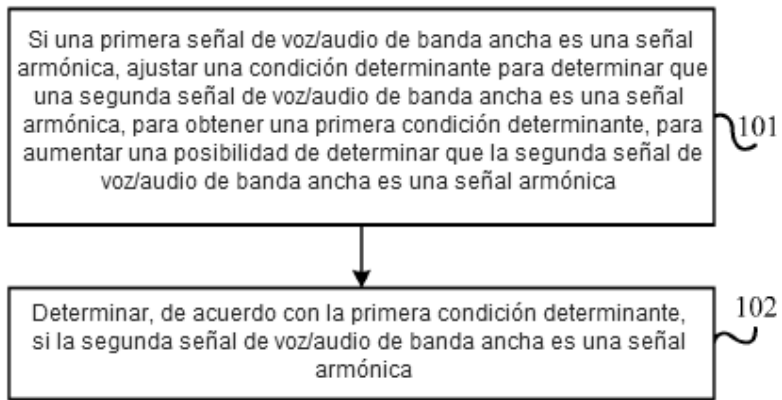 Si una primera señal de voz/audio de banda ancha es una señal
armónica, ajustar una condición determinante para determinar que
una segunda señal de voz/audio de banda ancha es una señal
armónica, para obtener una primera condición determinante, para
aumentar una posibilidad de determinar que la segunda señal de
voz/audio de banda ancha es una señal armónica
101
Determinar, de acuerdo con la primera condición determinante,
si la segunda señal de voz/audio de banda ancha es una señal
armónica
102